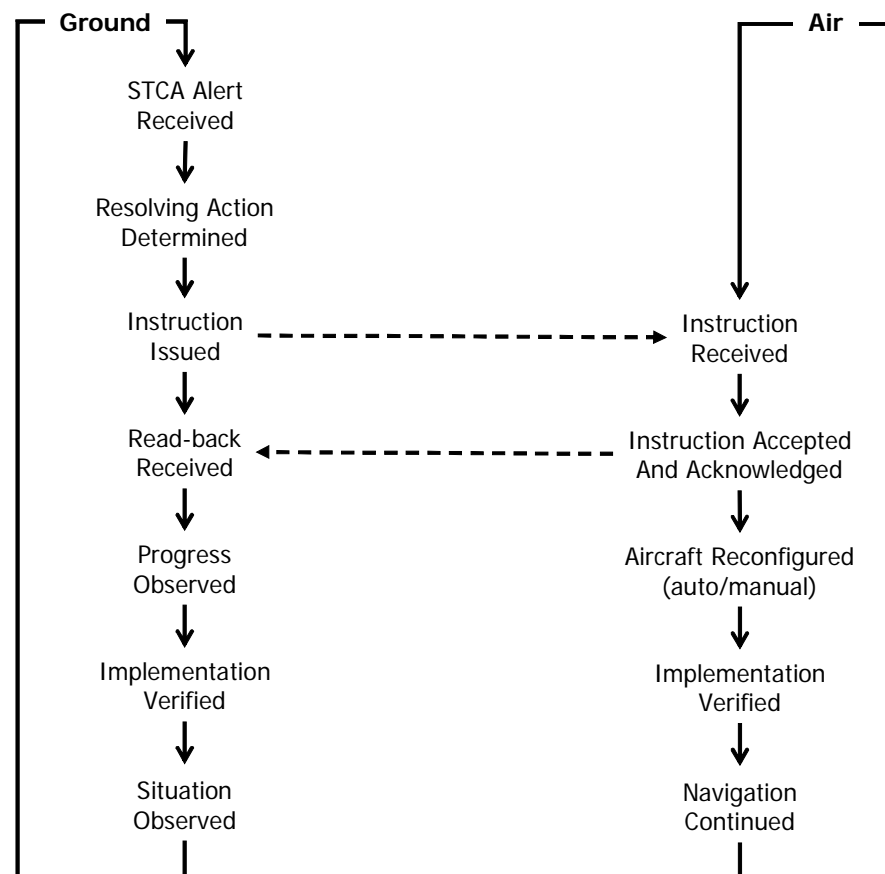 Ground
STCA Alert
Received
Resolving Action
Determined
Instruction
Issued
Read-back
Received
Progress
Observed
Implementation
Verified
Situation
Observed
Air
Instruction
Received
Instruction Accepted
And Acknowledged
Aircraft Reconfigured
(auto/manual)
Implementation
Verified
Navigation
Continued